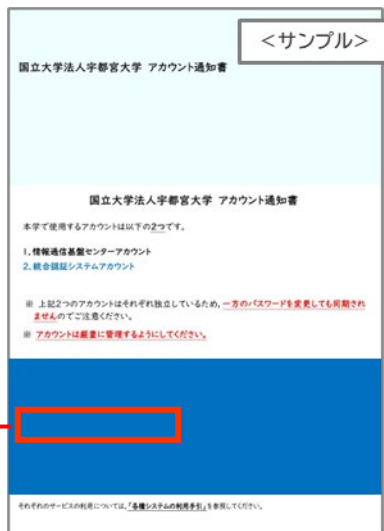 <サンプル>
国立大学法人宇都宮大学 アカウント通知書
国立大学法人宇都宮大学 アカウント通知書
本学で使用するアカウントは以下の2つです。
1. 情報通信基盤センターアカウント
2. 統合認証システムアカウント
※ 上記2つのアカウントはそれぞれ独立しているため，一方のパスワードを変更しても同期され
ませんのでご注意ください。
※ アカウントは厳重に管理するようにしてください。
それぞれのサービスの利用については，「各種システムの利用手引」を参照してください。